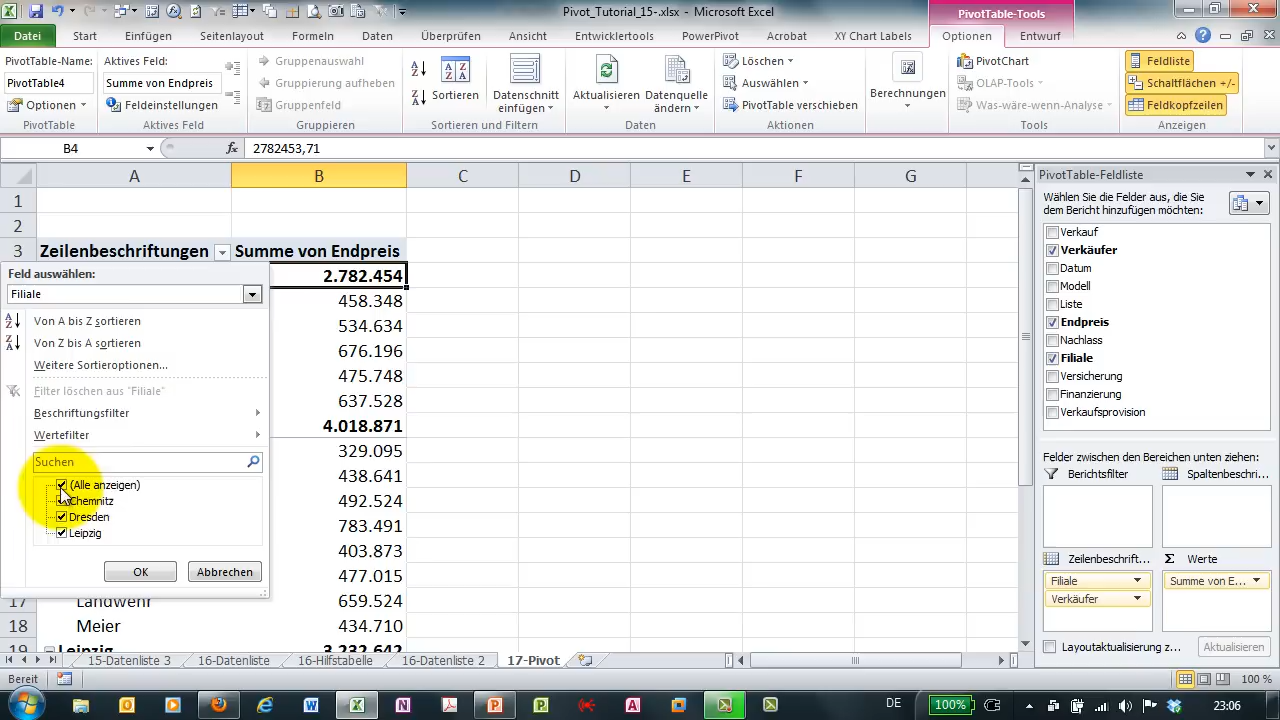 Pivot_Tutorial_15-.xlsx - Microsoft Excel
PivotTable-Tools
Datei
Start
Einfügen
Seitenlayout
Formeln
Daten
Überprüfen
Ansicht
Entwicklertools
PowerPivot
Acrobat
XY Chart Labels
Optionen
Entwurf
PivotTable-Name:
PivotTable4
Optionen
PivotTable
Aktives Feld:
Summe von Endpreis
Feldeinstellungen
Aktives Feld
Gruppenauswahl
Gruppierung aufheben
Gruppenfeld
Gruppieren
Sortieren
Datenschnitt
einfügen
Sortieren und Filtern
Aktualisieren
Datenquelle
ändern
Daten
Löschen
Auswählen
PivotTable verschieben
Aktionen
Berechnungen
PivotChart
OLAP-Tools
Was-wäre-wenn-Analyse
Tools
Feldliste
Schaltflächen +/-
Feldkopfzeilen
Anzeigen
B4
fx
2782453,71
A
B
C
D
E
F
G
1
2
3
Zeilenbeschriftungen
Summe von Endpreis
2.782.454
458.348
534.634
676.196
475.748
637.528
4.018.871
329.095
438.641
492.524
783.491
403.873
477.015
17
Landwehr
659.524
18
Meier
434.710
19
Leipzig
3.232.642
Feld auswählen:
Filiale
Von A bis Z sortieren
Von Z bis A sortieren
Weitere Sortieroptionen...
Filter löschen aus "Filiale"
Beschriftungsfilter
Wertefilter
Suchen
(Alle anzeigen)
Chemnitz
Dresden
Leipzig
OK
Abbrechen
PivotTable-Feldliste
Wählen Sie die Felder aus, die Sie
dem Bericht hinzufügen möchten:
Verkauf
Verkäufer
Datum
Modell
Liste
Endpreis
Nachlass
Filiale
Versicherung
Finanzierung
Verkaufsprovision
Felder zwischen den Bereichen unten ziehen:
Berichtsfilter
Spaltenbeschri...
Zeilenbeschrift...
Σ Werte
Filiale
Verkäufer
Summe von E...
Layoutaktualisierung z...
Aktualisieren
15-Datenliste 3
16-Datenliste
16-Hilfstabelle
16-Datenliste 2
17-Pivot
Bereit
100 %
DE
100%
23:06